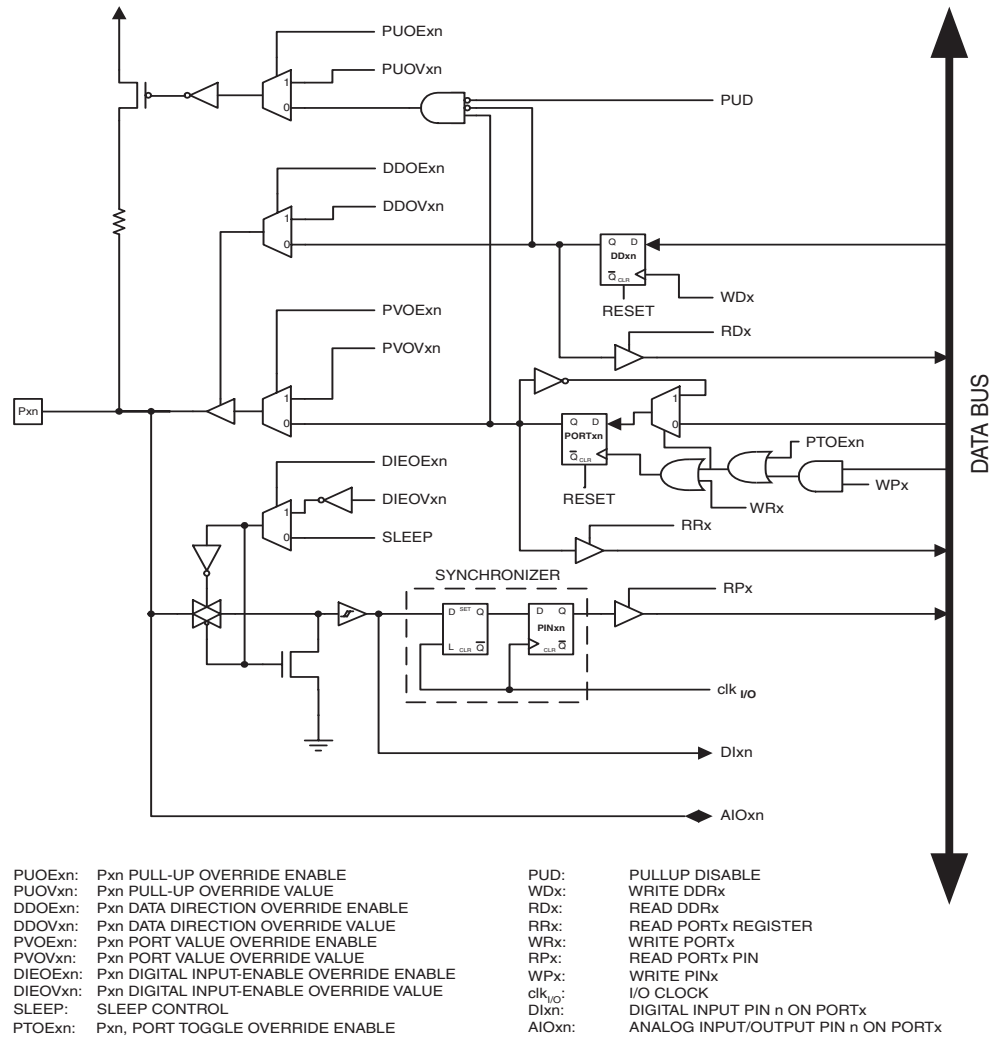 PUOExn
PUOVxn
1
0
PUD
DDOExn
DDOVxn
1
0
Q D
DDxn
Q CLR
WDx
RESET
RDx
PVOExn
PVOVxn
1
0
Pxn
1
0
Q D
PORTxn
Q CLR
PTOExn
WPx
RESET
WRx
RRx
DATA BUS
DIEOExn
DIEOVxn
1
0
SLEEP
SYNCHRONIZER
D SET Q
L CLR Q
D Q
PINxn
CLR Q
RPx
clk I/O
DIxn
AIOxn
PUOExn: Pxn PULL-UP OVERRIDE ENABLE
PUOVxn: Pxn PULL-UP OVERRIDE VALUE
DDOExn: Pxn DATA DIRECTION OVERRIDE ENABLE
DDOVxn: Pxn DATA DIRECTION OVERRIDE VALUE
PVOExn: Pxn PORT VALUE OVERRIDE ENABLE
PVOVxn: Pxn PORT VALUE OVERRIDE VALUE
DIEOExn: Pxn DIGITAL INPUT-ENABLE OVERRIDE ENABLE
DIEOVxn: Pxn DIGITAL INPUT-ENABLE OVERRIDE VALUE
SLEEP: SLEEP CONTROL
PTOExn: Pxn, PORT TOGGLE OVERRIDE ENABLE
PUD: PULLUP DISABLE
WDx: WRITE DDRx
RDx: READ DDRx
RRx: READ PORTx REGISTER
WRx: WRITE PORTx
RPx: READ PORTx PIN
WPx: WRITE PINx
clkI/O: I/O CLOCK
DIxn: DIGITAL INPUT PIN n ON PORTx
AIOxn: ANALOG INPUT/OUTPUT PIN n ON PORTx